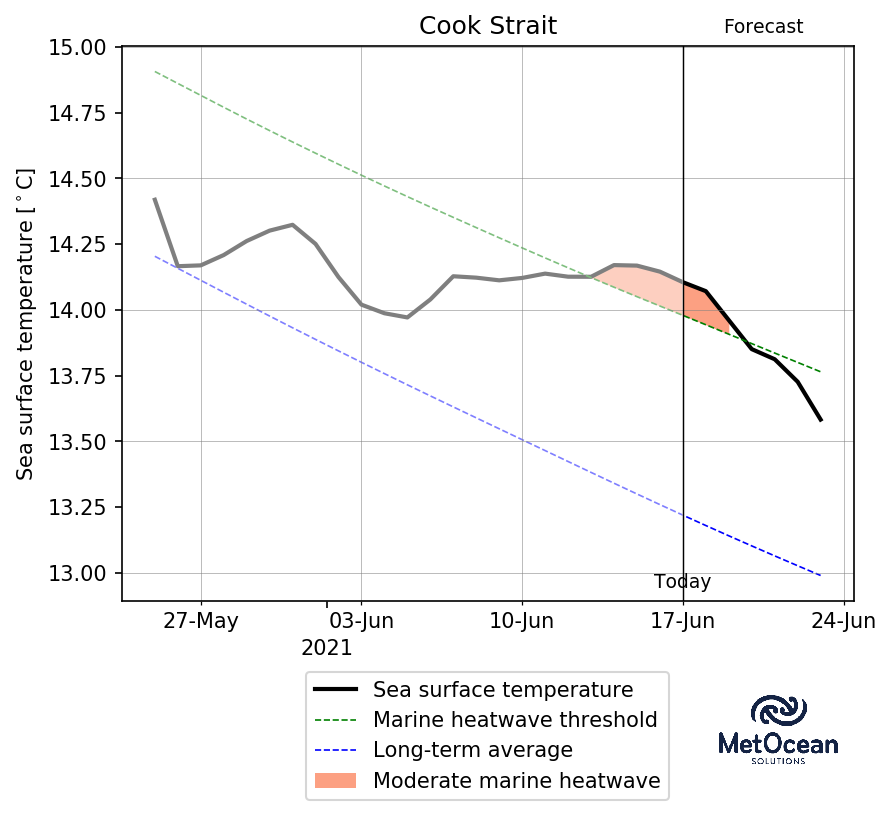 Cook Strait
Forecast
15.00
14.75
14.50
14.25
14.00
13.75
13.50
13.25
13.00
Sea surface temperature [°C]
Today
27-May
03-Jun
10-Jun
17-Jun
24-Jun
2021
Sea surface temperature
Marine heatwave threshold
Long-term average
Moderate marine heatwave
MetOcean
SOLUTIONS